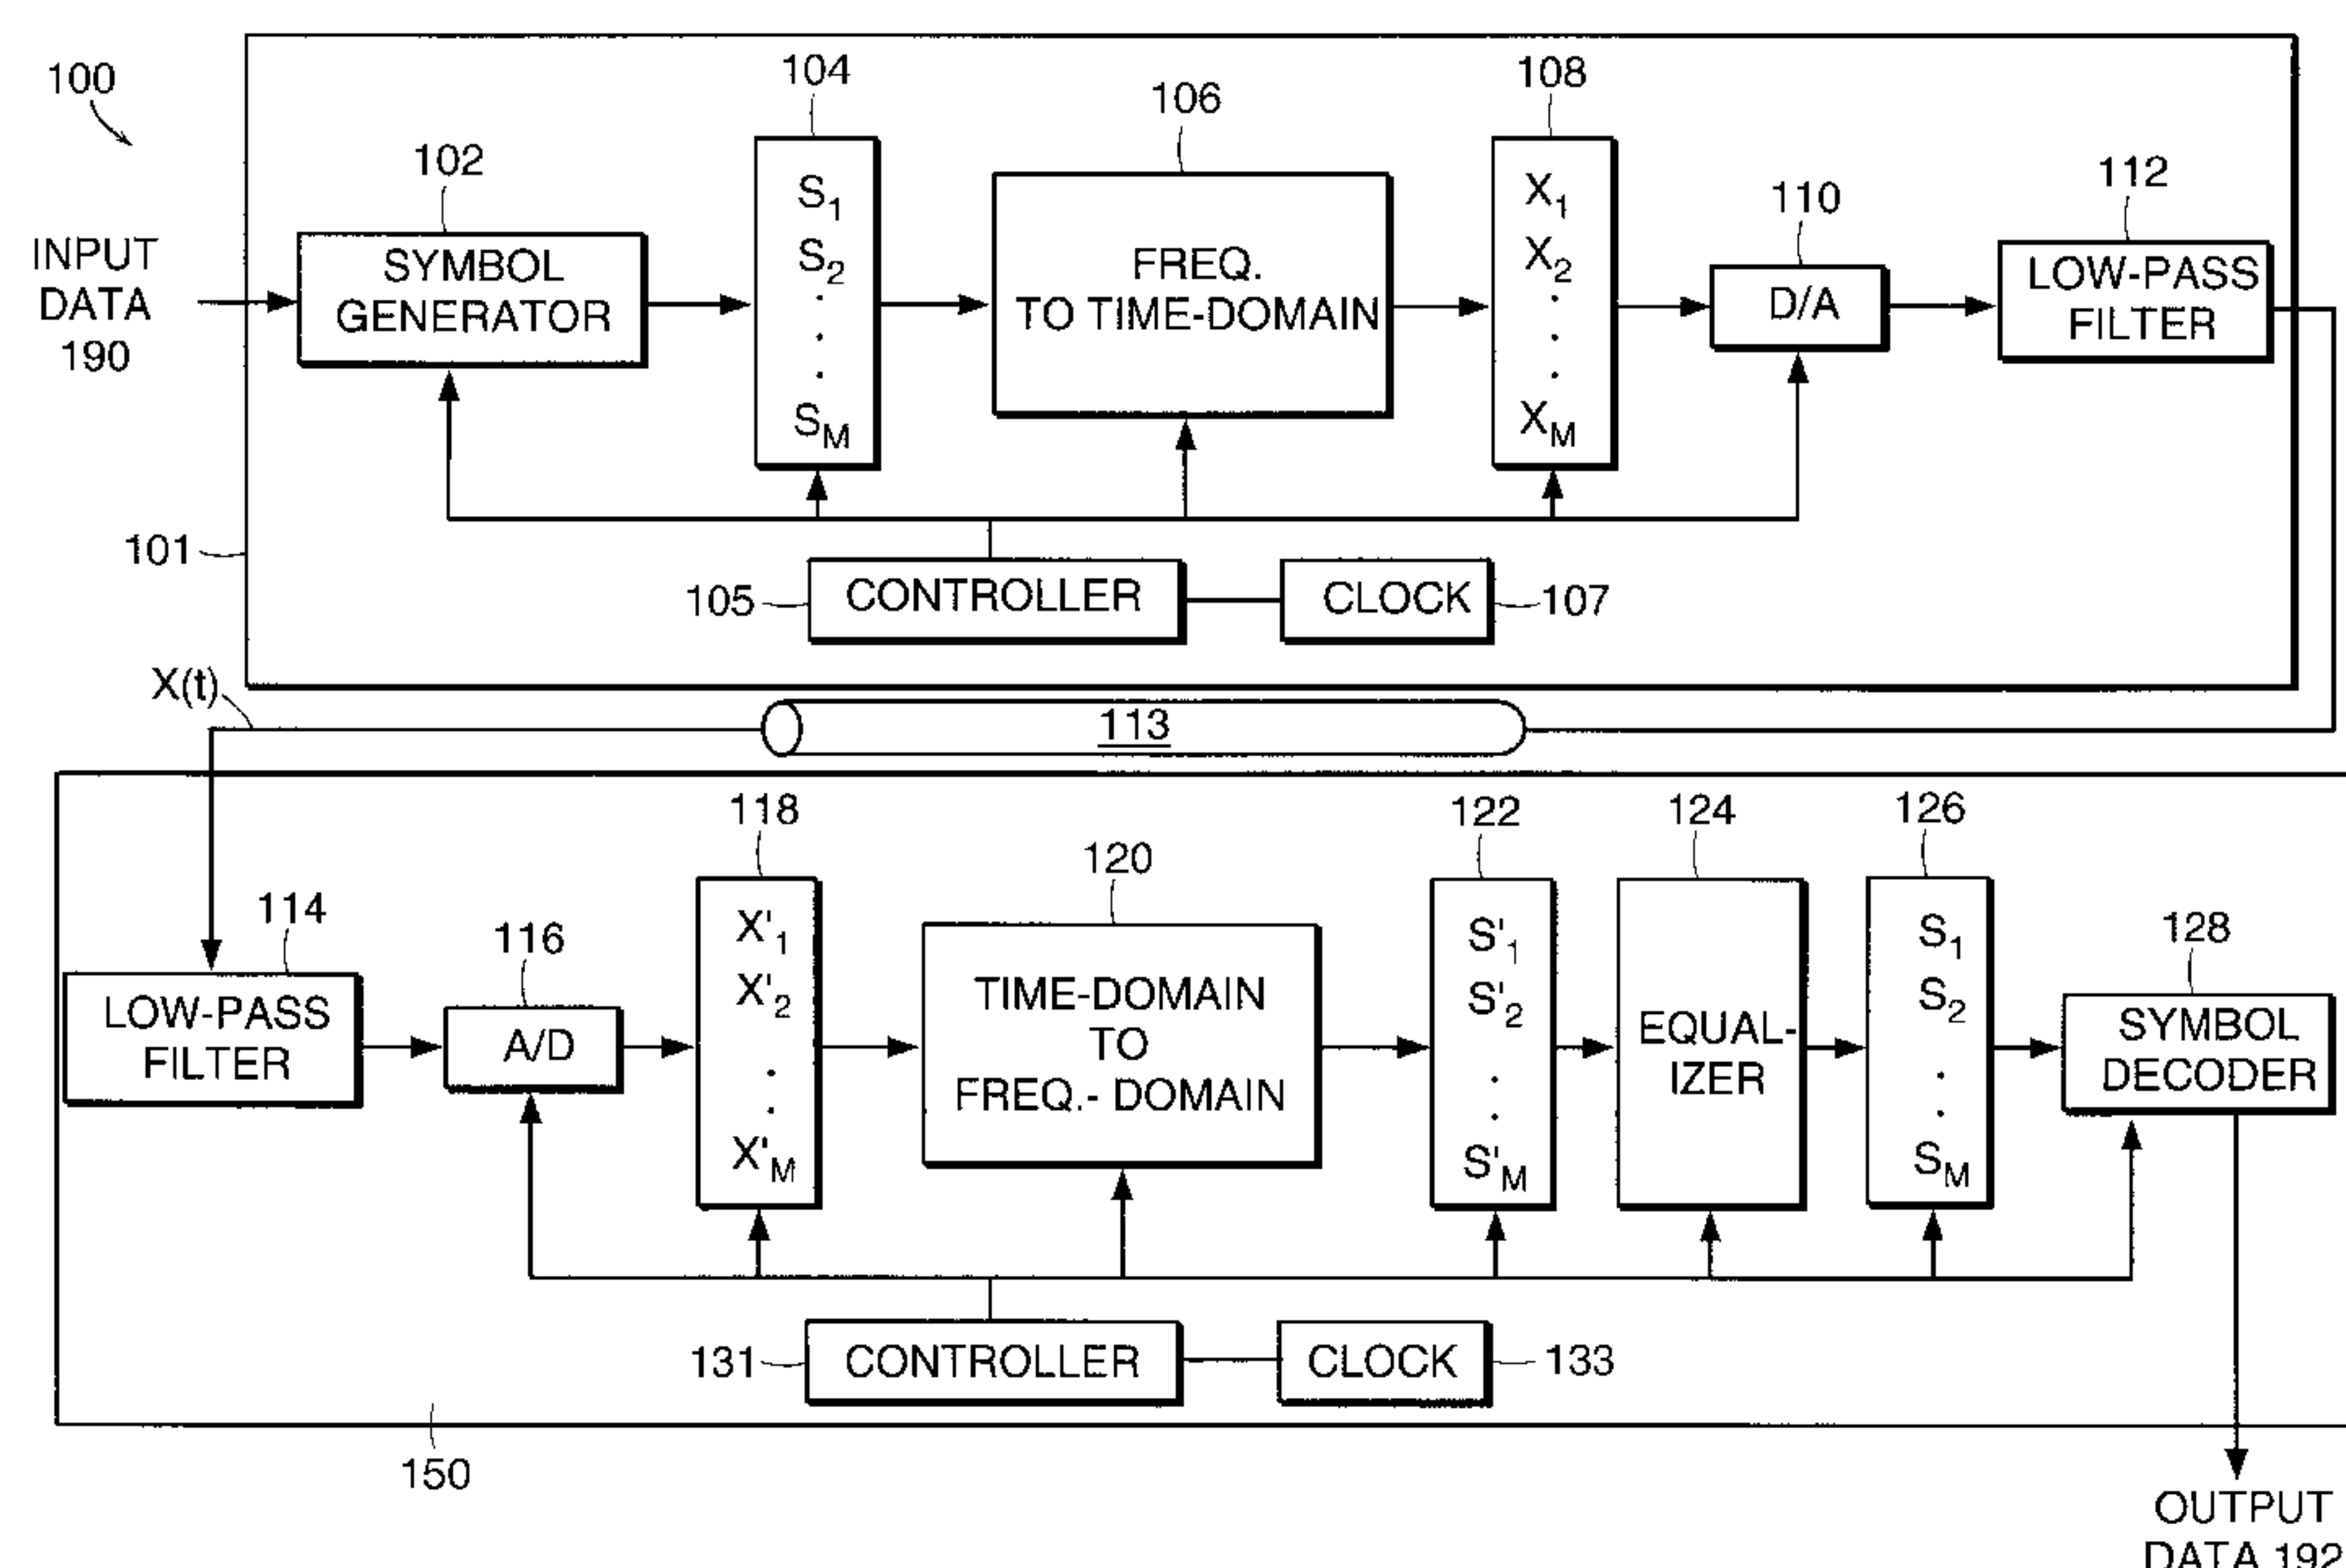 100
104
108
106
102
112
110
INPUT
DATA
190
SYMBOL
GENERATOR
S1
S2
.
.
SM
FREQ.
TO TIME-DOMAIN
X1
X2
.
.
XM
D/A
LOW-PASS
FILTER
101
105
CONTROLLER
CLOCK
107
X(t)
113
118
120
122
124
126
114
116
128
LOW-PASS
FILTER
A/D
X'1
X'2
.
.
X'M
TIME-DOMAIN
TO
FREQ.- DOMAIN
S'1
S'2
.
.
S'M
EQUAL-
IZER
S1
S2
.
.
SM
SYMBOL
DECODER
131
CONTROLLER
CLOCK
133
150
OUTPUT
DATA 192